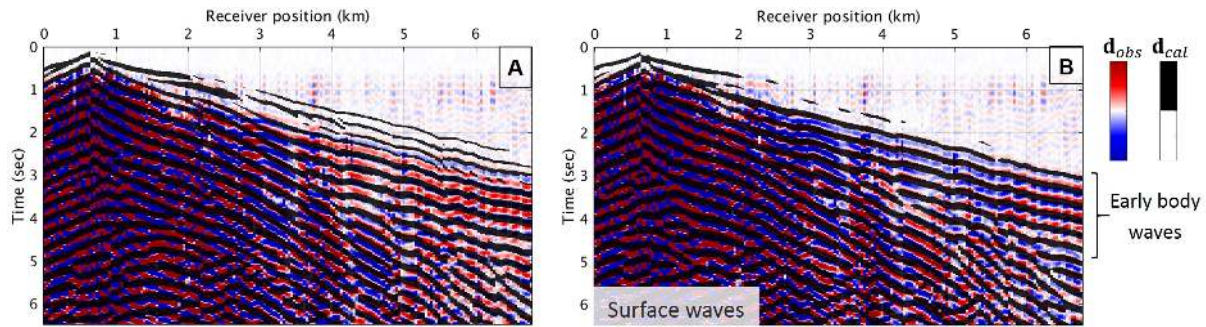 Receiver position (km)
0 1 2 3 4 5 6
0
1
2
3
4
5
6
Time (sec)
A
Receiver position (km)
0 1 2 3 4 5 6
0
1
2
3
4
5
6
Time (sec)
B
Surface waves
d_obs d_cal
Early body
waves